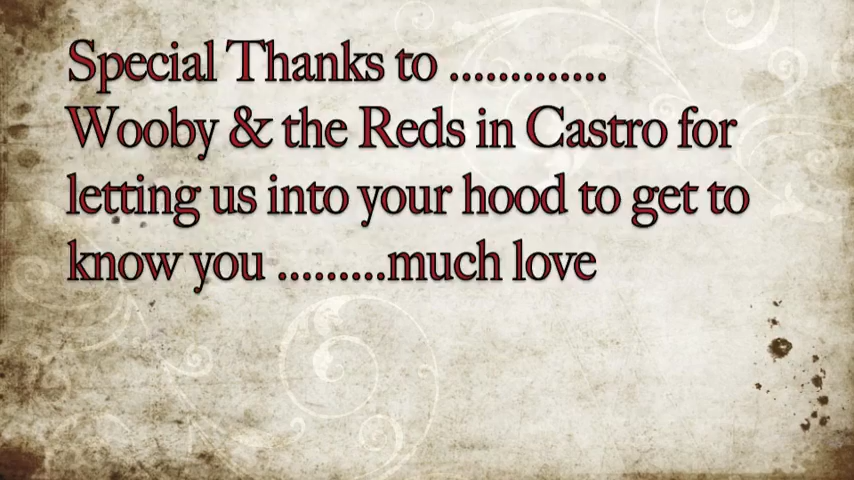 Special Thanks to .............
Wooby & the Reds in Castro for
letting us into your hood to get to
know you .........much love